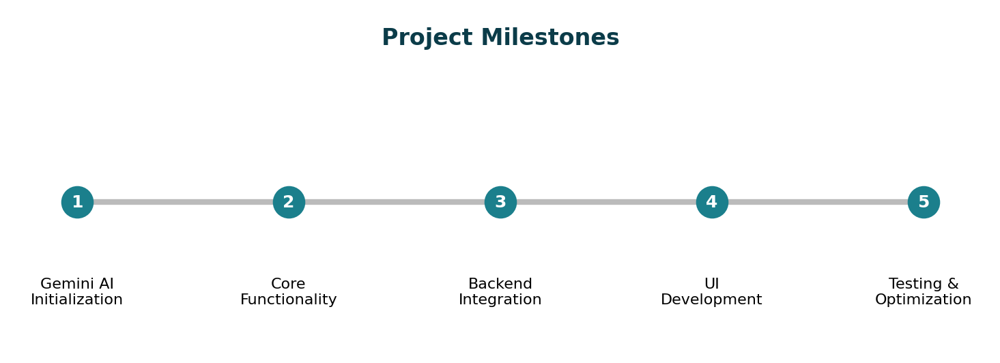 Project Milestones
1
2
3
4
5
Gemini AI
Initialization
Core
Functionality
Backend
Integration
UI
Development
Testing &
Optimization